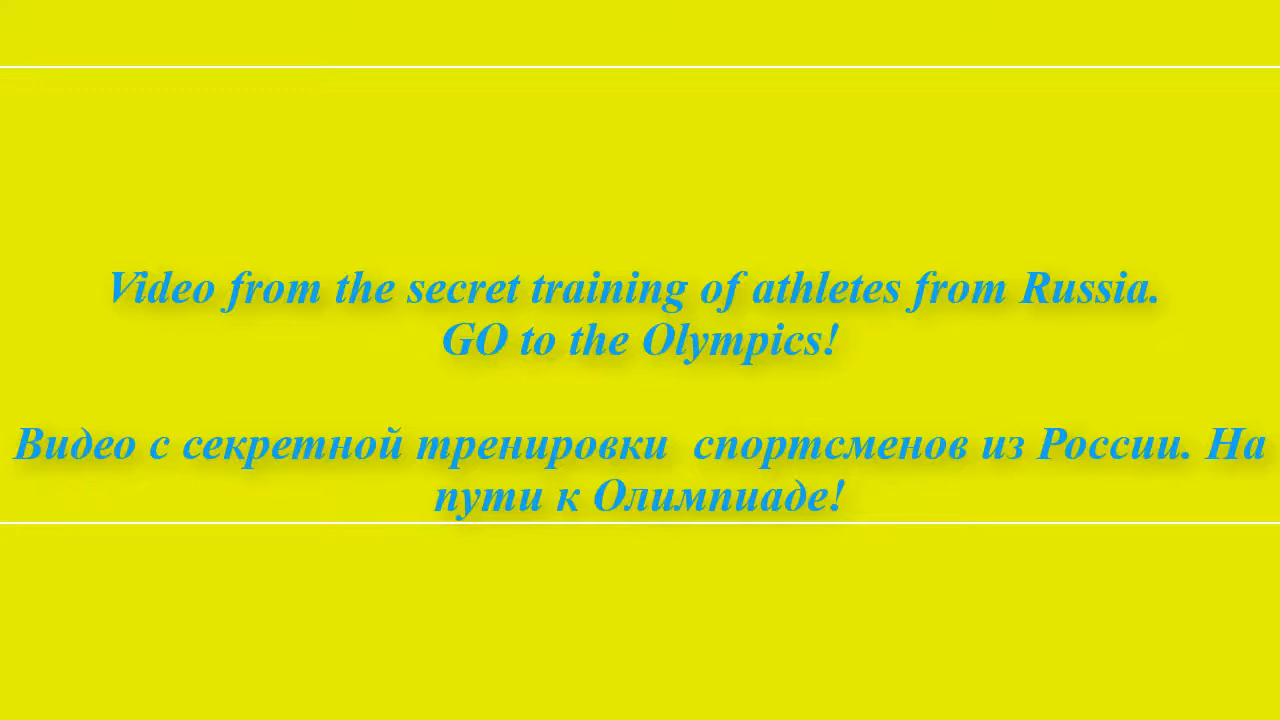 Video from the secret training of athletes from Russia.
GO to the Olympics!
Видео с секретной тренировки  спортсменов из России. На
пути к Олимпиаде!